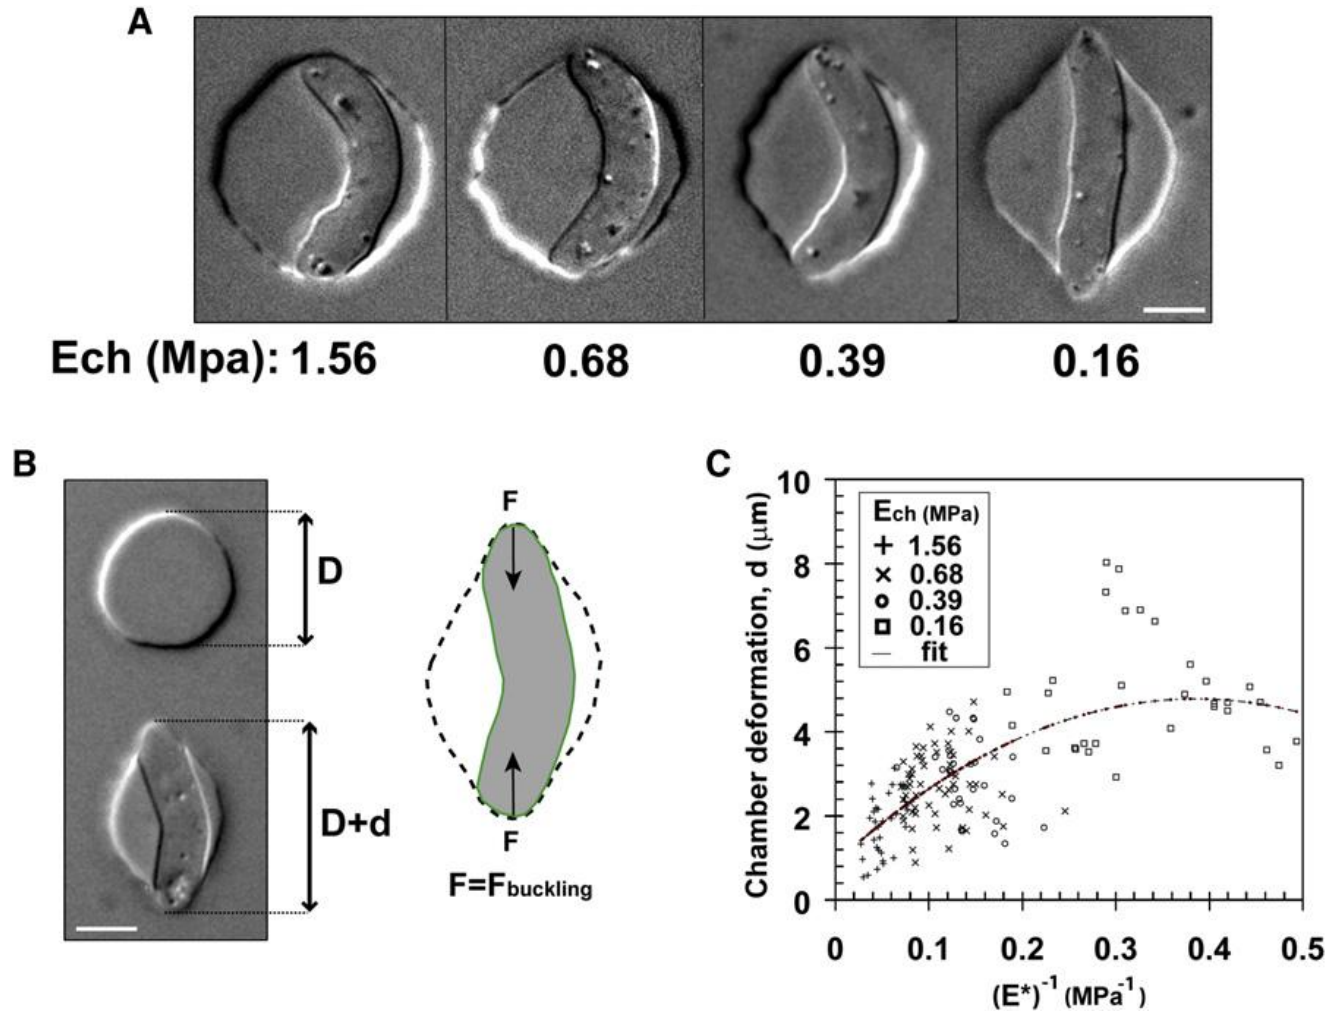 A
Ech (Mpa): 1.56 0.68 0.39 0.16
B
D
D+d
F
F
F=Fbuckling
C
Chamber deformation, d (μm)
10
8
6
4
2
0
Ech (MPa)
+ 1.56
× 0.68
o 0.39
□ 0.16
— fit
0 0.1 0.2 0.3 0.4 0.5
(E*)⁻¹ (MPa⁻¹)